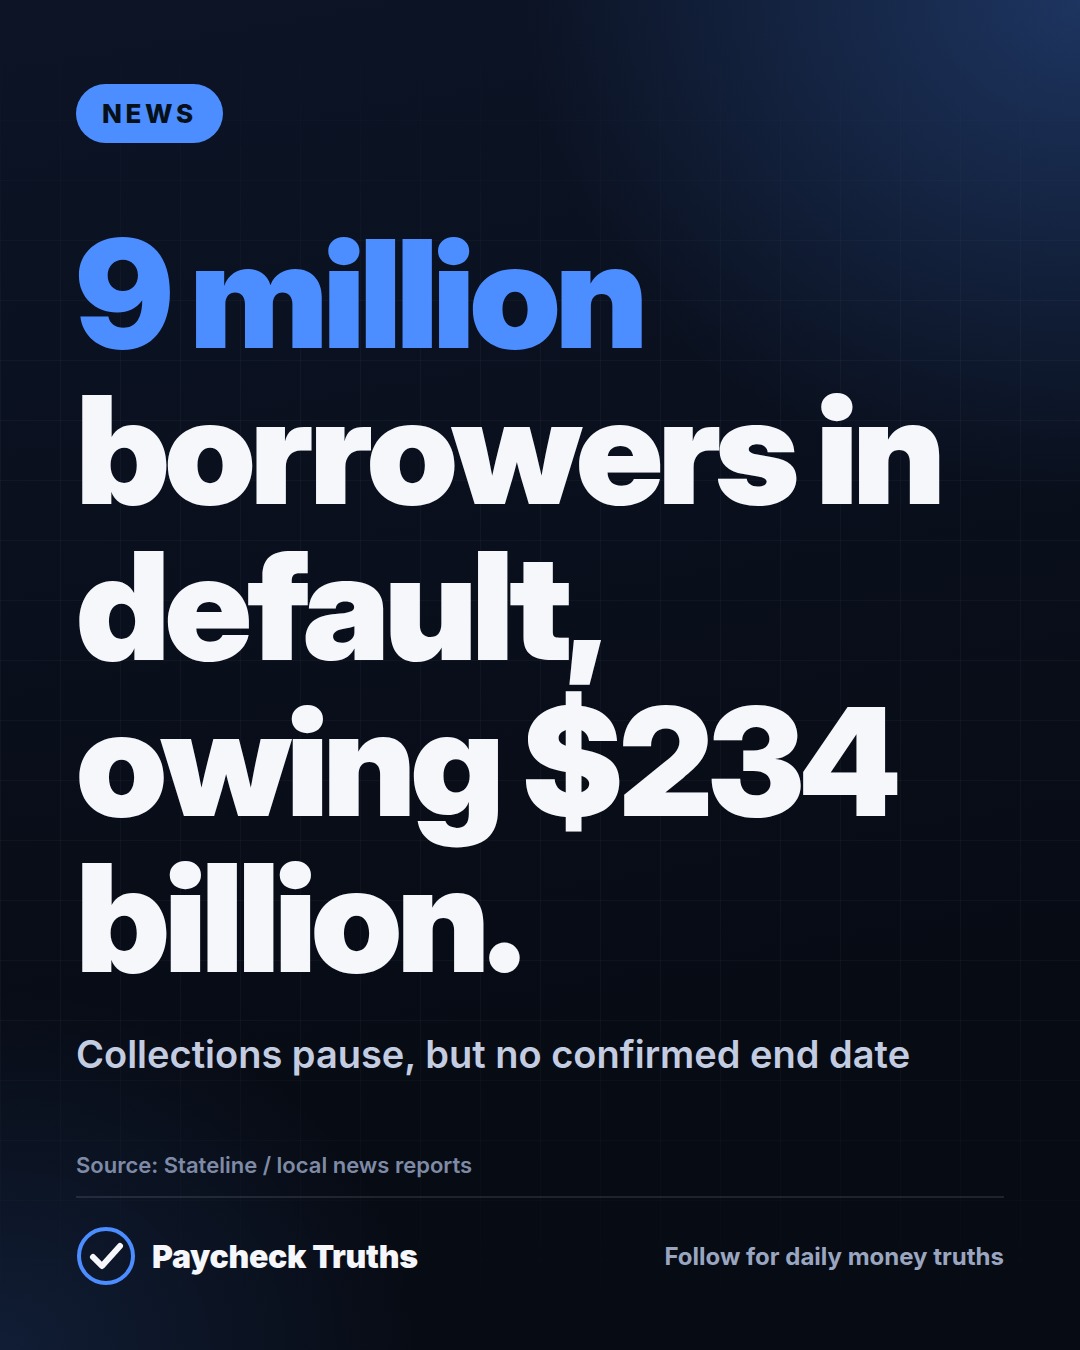 NEWS
9 million
borrowers in
default,
owing $234
billion.
Collections pause, but no confirmed end date
Source: Stateline / local news reports
Paycheck Truths
Follow for daily money truths